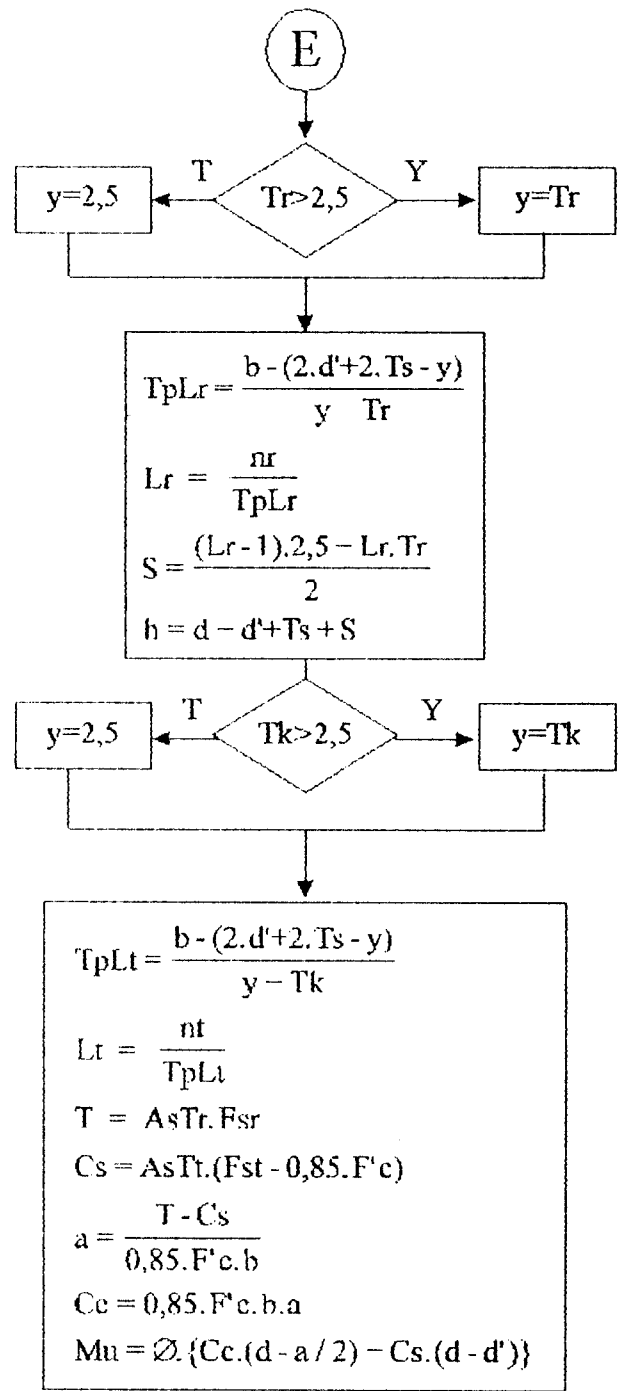 E
T Y
y=2,5 Tr>2,5 y=Tr
TpLr = b - (2.d'+2.Ts - y) / y Tr
Lr = nr / TpLr
S = (Lr - 1).2,5 − Lr.Tr / 2
h = d − d'+Ts + S
T Y
y=2,5 Tk>2,5 y=Tk
TpLt = b - (2.d'+2.Ts - y) / y − Tk
Lt = nt / TpLt
T = AsTr.Fsr
Cs = AsTt.(Fst - 0,85.F'c)
a = T - Cs / 0,85.F'c.b
Cc = 0,85.F'c.b.a
Mu = Ø.{Cc.(d - a / 2) − Cs.(d - d')}